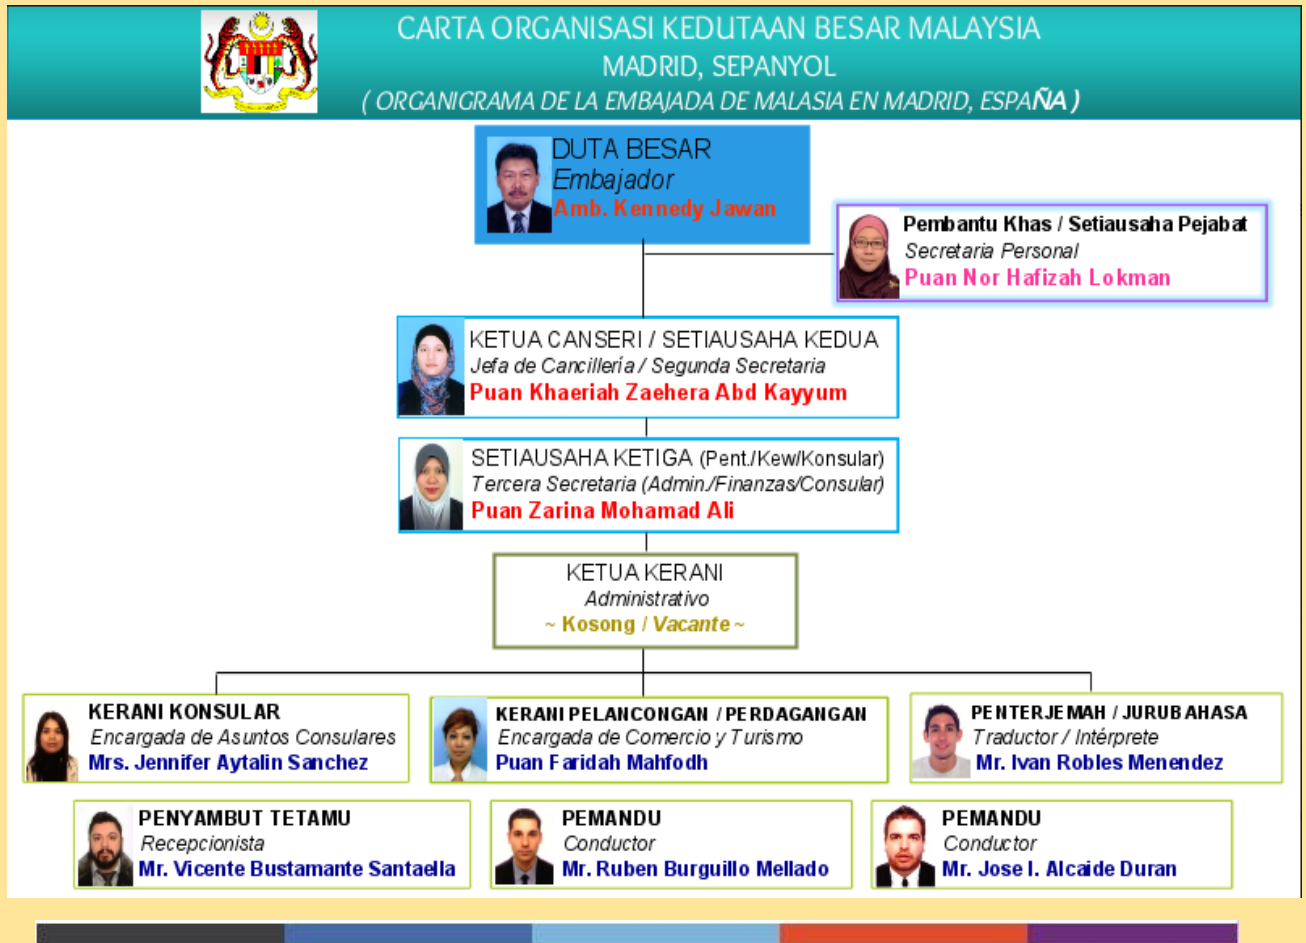 CARTA ORGANISASI KEDUTAAN BESAR MALAYSIA
MADRID, SEPANYOL
( ORGANIGRAMA DE LA EMBAJADA DE MALASIA EN MADRID, ESPAÑA )
DUTA BESAR
Embajador
Amb. Kennedy Jawan
Pembantu Khas / Setiausaha Pejabat
Secretaria Personal
Puan Nor Hafizah Lokman
KETUA CANSERI / SETIAUSAHA KEDUA
Jefa de Cancillería / Segunda Secretaria
Puan Khaeriah Zaehera Abd Kayyum
SETIAUSAHA KETIGA (Pent./Kew/Konsular)
Tercera Secretaria (Admin./Finanzas/Consular)
Puan Zarina Mohamad Ali
KETUA KERANI
Administrativo
~ Kosong / Vacante ~
KERANI KONSULAR
Encargada de Asuntos Consulares
Mrs. Jennifer Aytalin Sanchez
KERANI PELANCONGAN / PERDAGANGAN
Encargada de Comercio y Turismo
Puan Faridah Mahfodh
PENTERJEMAH / JURUBAHASA
Traductor / Intérprete
Mr. Ivan Robles Menendez
PENYAMBUT TETAMU
Recepcionista
Mr. Vicente Bustamante Santaella
PEMANDU
Conductor
Mr. Ruben Burguillo Mellado
PEMANDU
Conductor
Mr. Jose I. Alcaide Duran